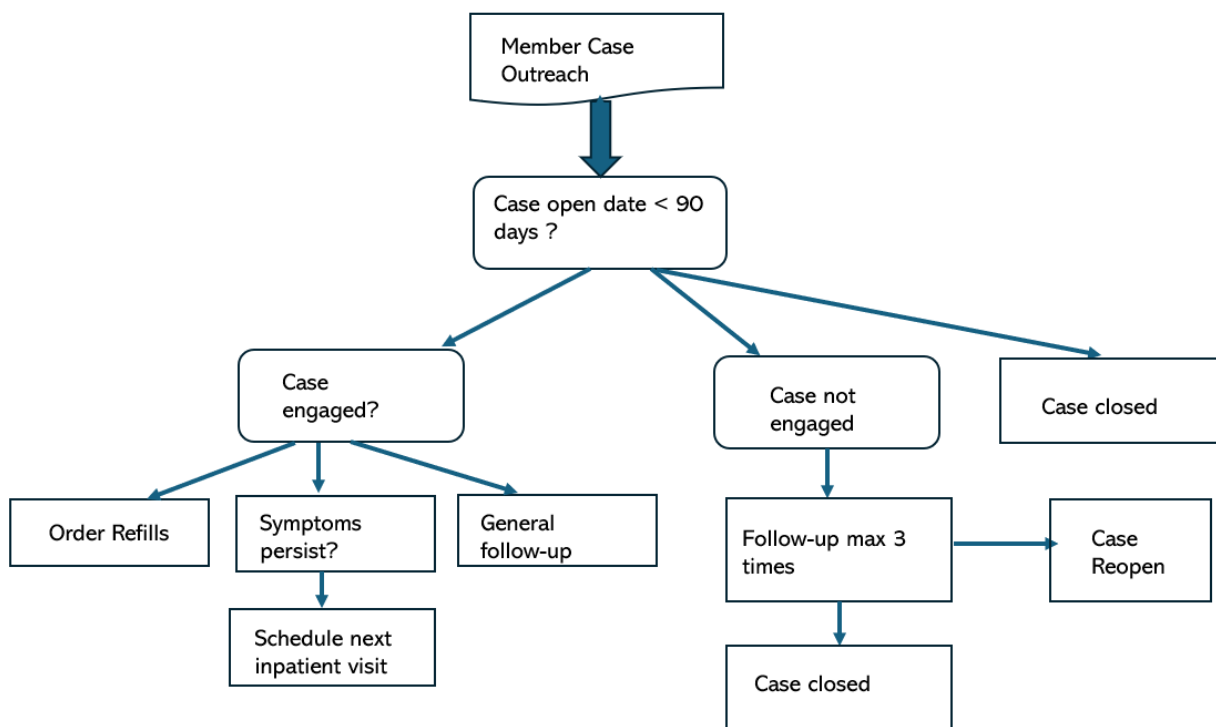 Member Case
Outreach
Case open date < 90
days ?
Case
engaged?
Case not
engaged
Case closed
Order Refills
Symptoms
persist?
General
follow-up
Follow-up max 3
times
Case
Reopen
Schedule next
inpatient visit
Case closed